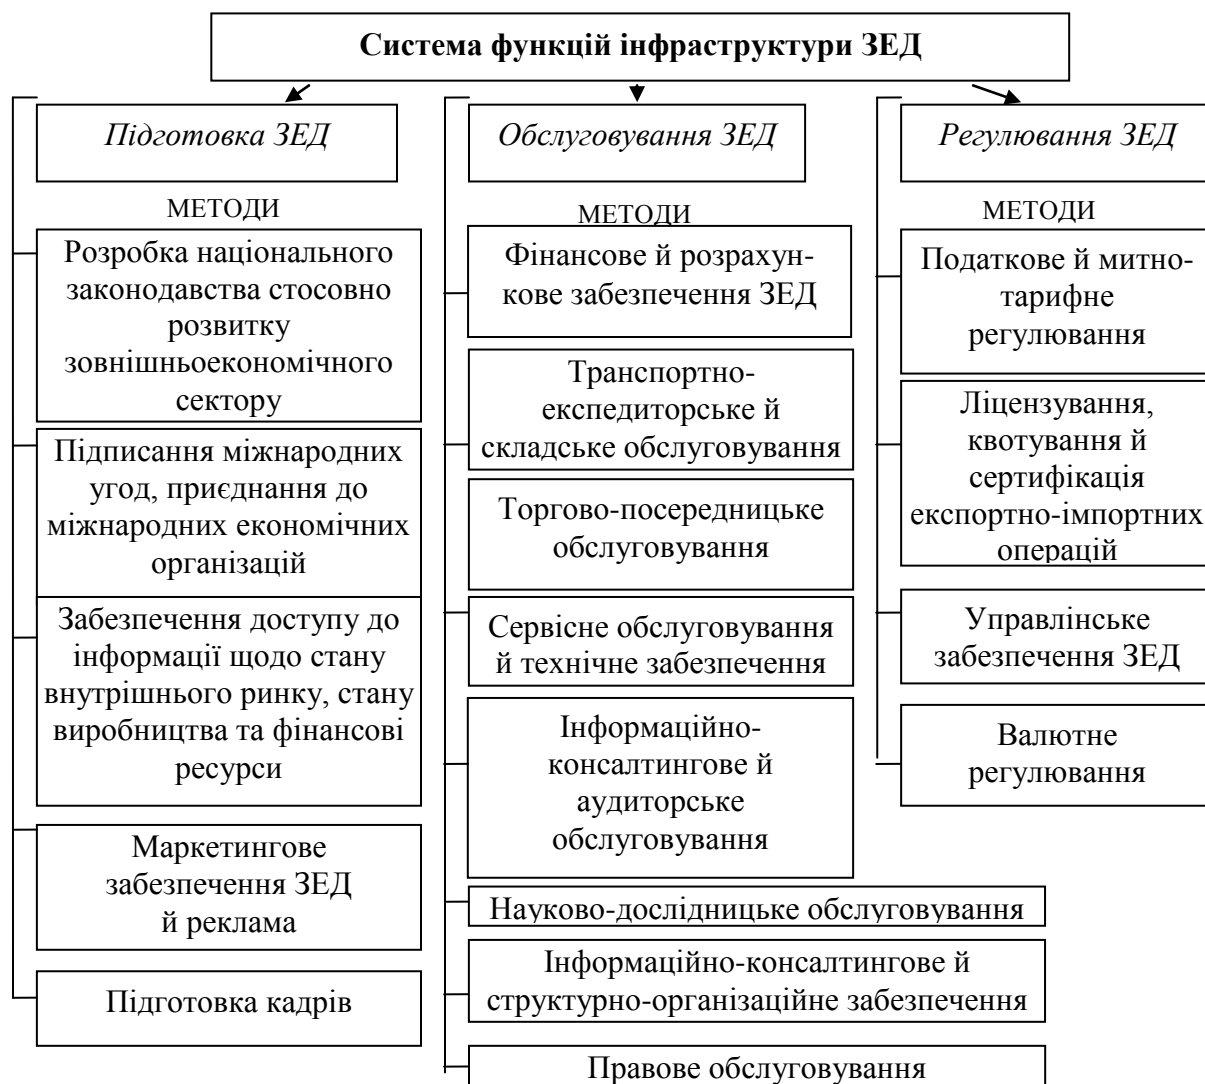 Система функцій інфраструктури ЗЕД
Підготовка ЗЕД
МЕТОДИ
Розробка національного
законодавства стосовно
розвитку
зовнішньоекономічного
сектору
Підписання міжнародних
угод, приєднання до
міжнародних економічних
організацій
Забезпечення доступу до
інформації щодо стану
внутрішнього ринку, стану
виробництва та фінансові
ресурси
Маркетингове
забезпечення ЗЕД
й реклама
Підготовка кадрів
Обслуговування ЗЕД
МЕТОДИ
Фінансове й розрахун-
кове забезпечення ЗЕД
Транспортно-
експедиторське й
складське обслуговування
Торгово-посередницьке
обслуговування
Сервісне обслуговування
й технічне забезпечення
Інформаційно-
консалтингове й
аудиторське
обслуговування
Науково-дослідницьке обслуговування
Інформаційно-консалтингове й
структурно-організаційне забезпечення
Правове обслуговування
Регулювання ЗЕД
МЕТОДИ
Податкове й митно-
тарифне
регулювання
Ліцензування,
квотування й
сертифікація
експортно-імпортних
операцій
Управлінське
забезпечення ЗЕД
Валютне
регулювання